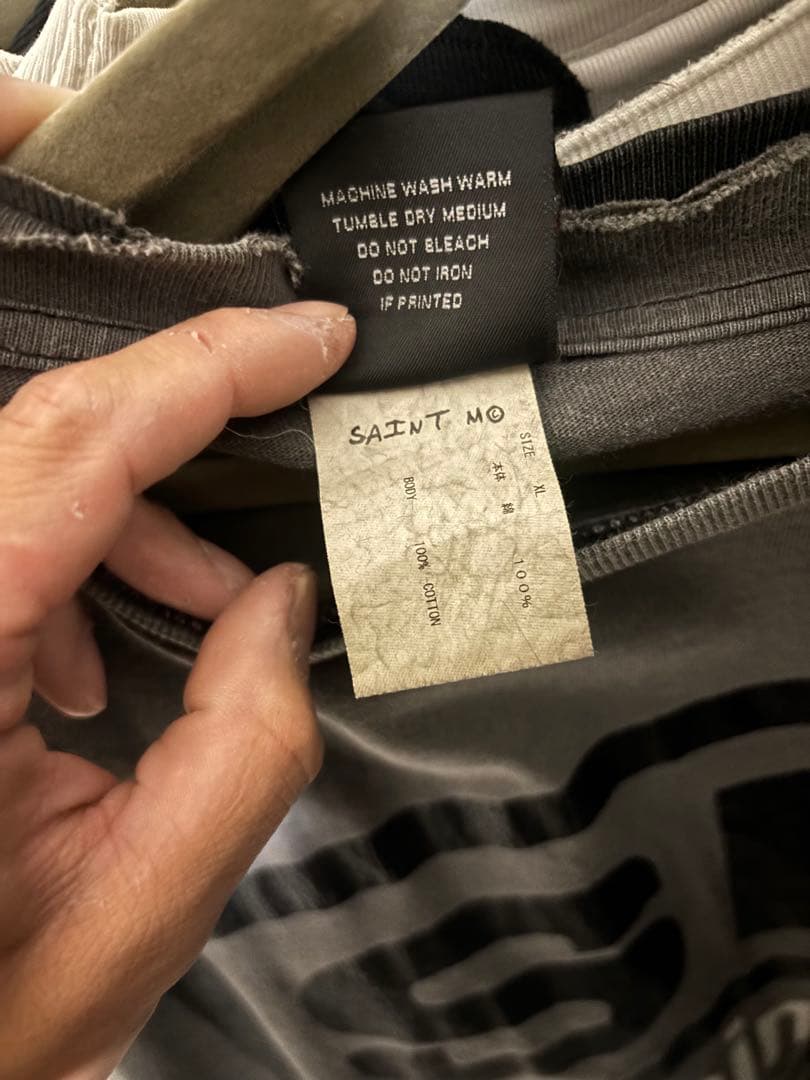 MACHINE WASH WARM
TUMBLE DRY MEDIUM
DO NOT BLEACH
DO NOT IRON
IF PRINTED
SAINT M©
SIZE XL
本体 綿 100%
BODY 100% COTTON